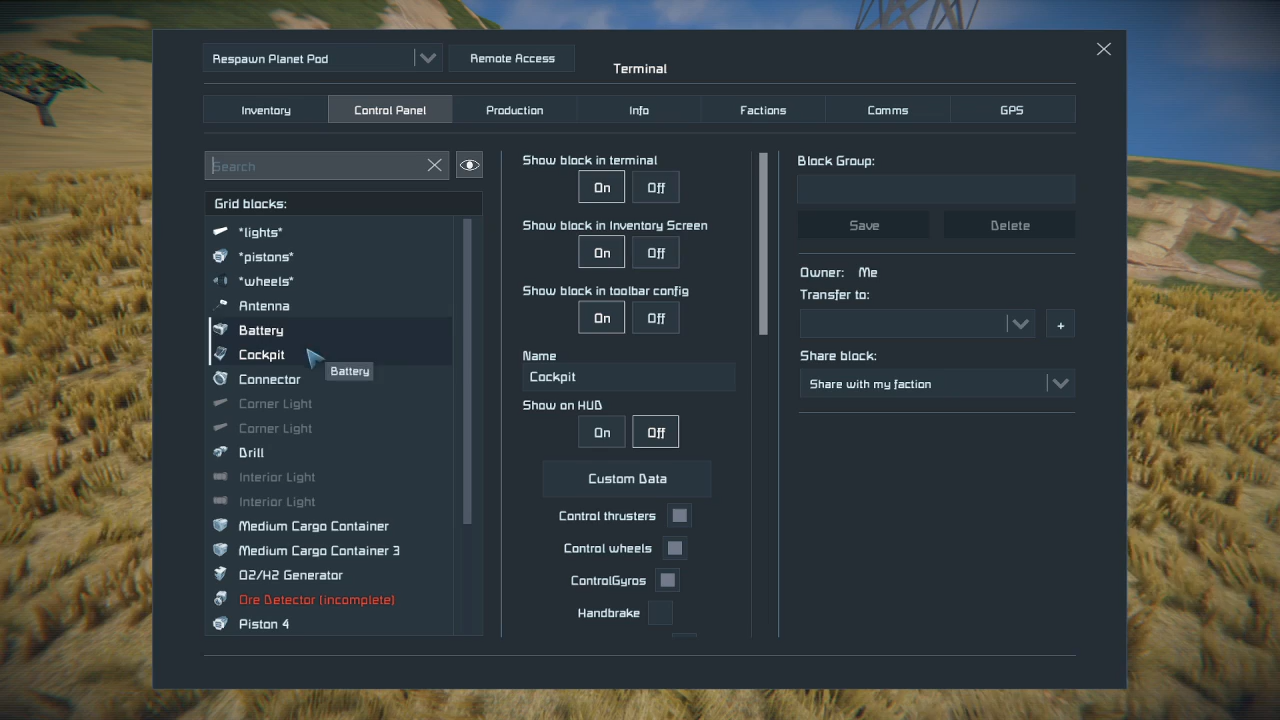 Respawn Planet Pod
Remote Access
Terminal
Inventory
Control Panel
Production
Info
Factions
Comms
GPS
Search
Grid blocks:
*lights*
*pistons*
*wheels*
Antenna
Battery
Cockpit
Battery
Connector
Corner Light
Corner Light
Drill
Interior Light
Interior Light
Medium Cargo Container
Medium Cargo Container 3
O2/H2 Generator
Ore Detector (incomplete)
Piston 4
Show block in terminal
On Off
Show block in Inventory Screen
On Off
Show block in toolbar config
On Off
Name
Cockpit
Show on HUD
On Off
Custom Data
Control thrusters
Control wheels
ControlGyros
Handbrake
Block Group:
Save Delete
Owner: Me
Transfer to:
+
Share block:
Share with my faction